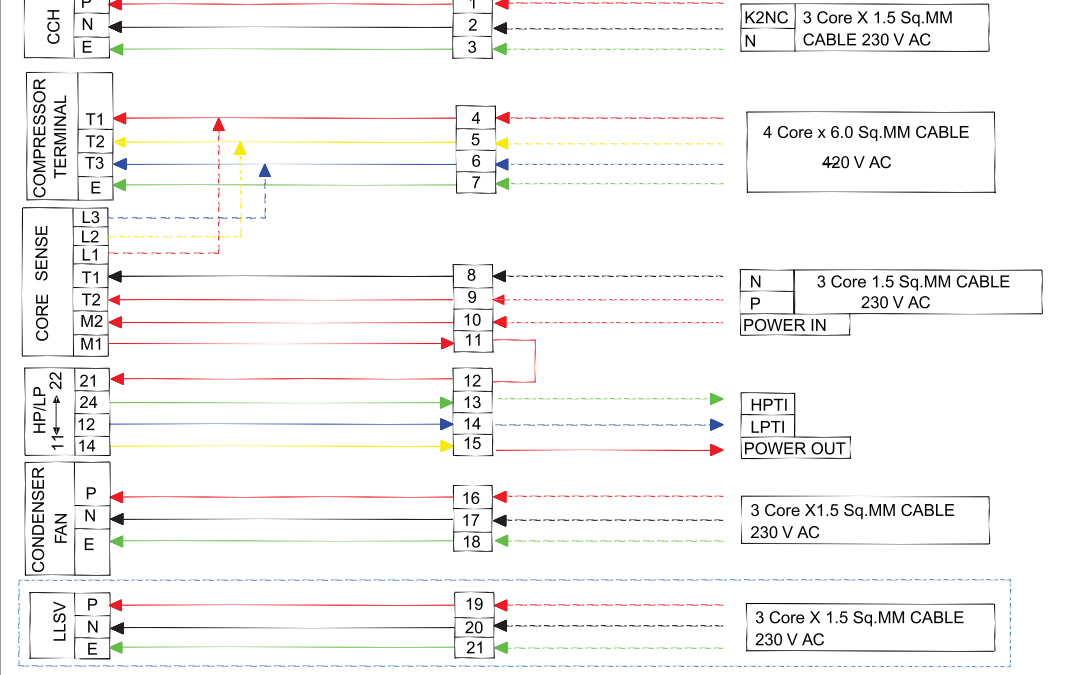 CCH
P 1
N 2
E 3
K2NC 3 Core X 1.5 Sq.MM
N CABLE 230 V AC
COMPRESSOR
TERMINAL
T1 4
T2 5
T3 6
E 7
4 Core x 6.0 Sq.MM CABLE
420 V AC
CORE SENSE
L3
L2
L1
T1 8
T2 9
M2 10
M1 11
N 3 Core 1.5 Sq.MM CABLE
P 230 V AC
POWER IN
HP/LP
11 22
21 12
24 13
12 14
14 15
HPTI
LPTI
POWER OUT
CONDENSER
FAN
P 16
N 17
E 18
3 Core X1.5 Sq.MM CABLE
230 V AC
LLSV
P 19
N 20
E 21
3 Core X 1.5 Sq.MM CABLE
230 V AC